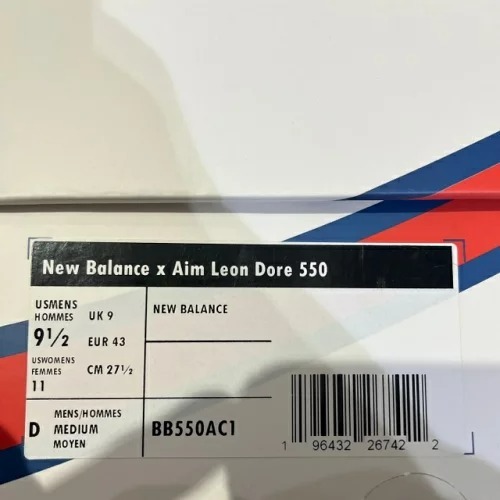 New Balance x Aim Leon Dore 550
USMENS
HOMMES
9½
UK 9
EUR 43
CM 27½
USWOMENS
FEMMES
11
NEW BALANCE
D
MENS/HOMMES
MEDIUM
MOYEN
BB550AC1
1 96432 26742 2